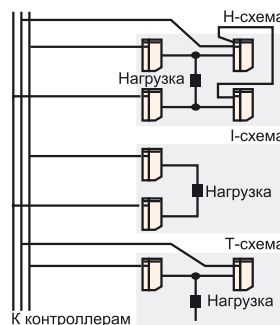 Н-схема
Нагрузка
I-схема
Нагрузка
Т-схема
Нагрузка
К контроллерам